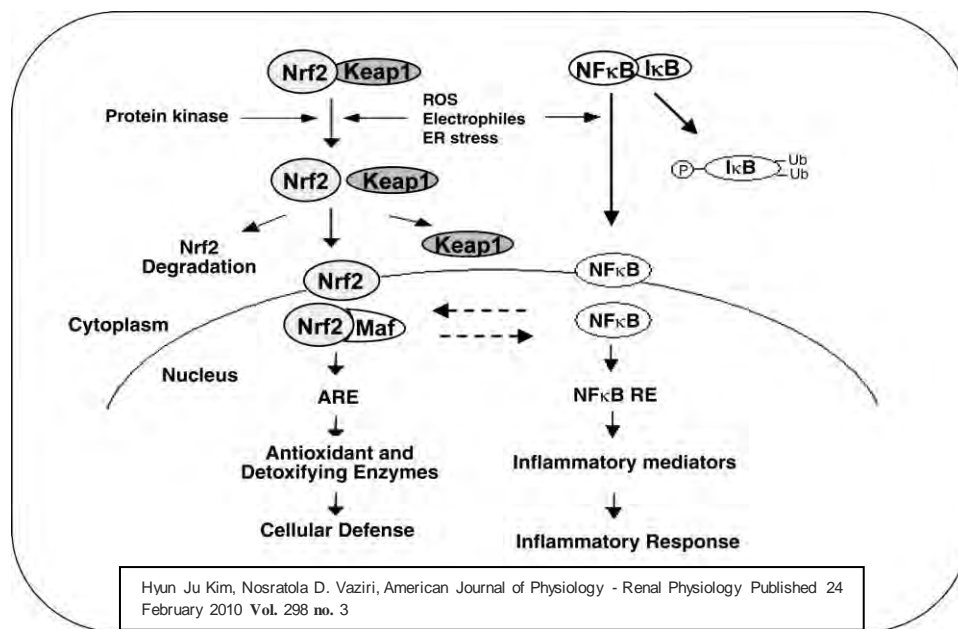 Nrf2 Keap1
NFκB IκB
Protein kinase
ROS
Electrophiles
ER stress
P IκB Ub
Ub
Nrf2 Keap1
Nrf2
Degradation
Keap1
Nrf2
NFκB
Cytoplasm
Nrf2 Maf
NFκB
Nucleus
ARE
NFκB RE
Antioxidant and
Detoxifying Enzymes
Inflammatory mediators
Cellular Defense
Inflammatory Response
Hyun Ju Kim, Nosratola D. Vaziri, American Journal of Physiology - Renal Physiology Published 24
February 2010 Vol. 298 no. 3